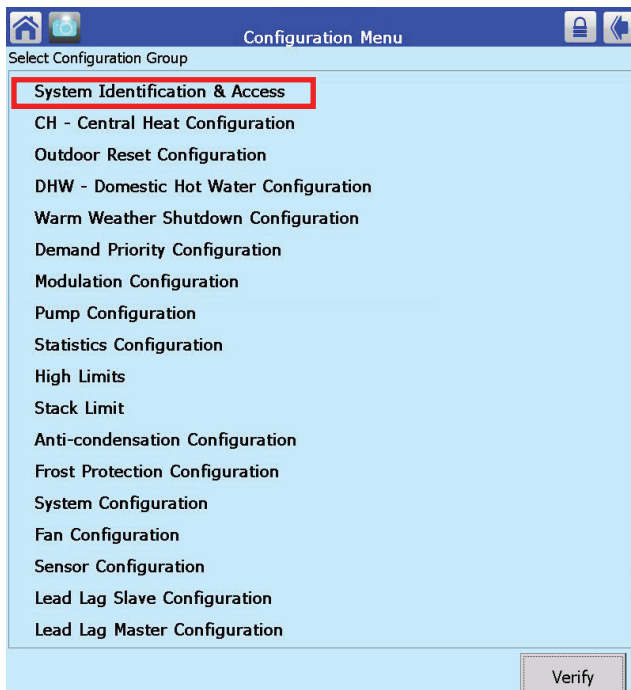 Configuration Menu
Select Configuration Group
System Identification & Access
CH - Central Heat Configuration
Outdoor Reset Configuration
DHW - Domestic Hot Water Configuration
Warm Weather Shutdown Configuration
Demand Priority Configuration
Modulation Configuration
Pump Configuration
Statistics Configuration
High Limits
Stack Limit
Anti-condensation Configuration
Frost Protection Configuration
System Configuration
Fan Configuration
Sensor Configuration
Lead Lag Slave Configuration
Lead Lag Master Configuration
Verify